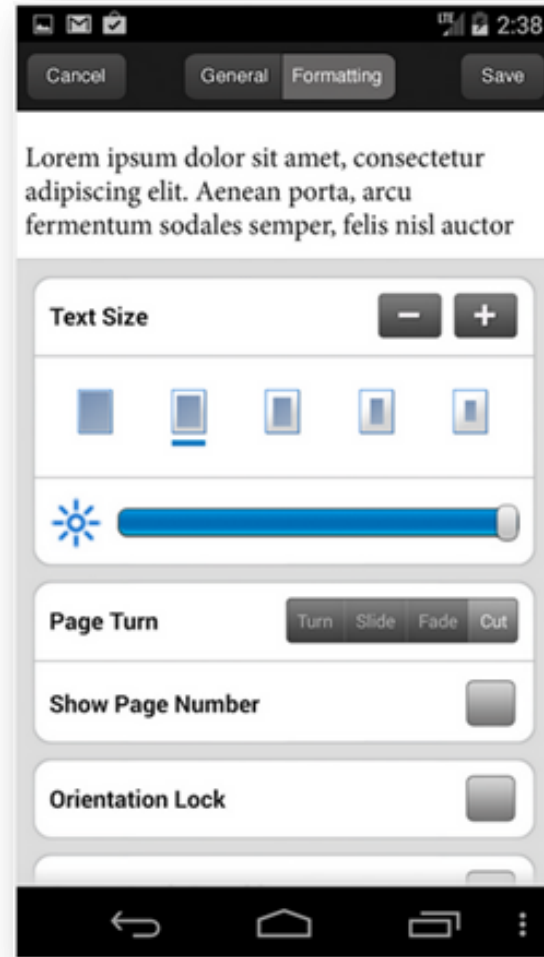 LTE 2:38
Cancel General Formatting Save
Lorem ipsum dolor sit amet, consectetur
adipiscing elit. Aenean porta, arcu
fermentum sodales semper, felis nisl auctor
Text Size − +
Page Turn Turn Slide Fade Cut
Show Page Number
Orientation Lock